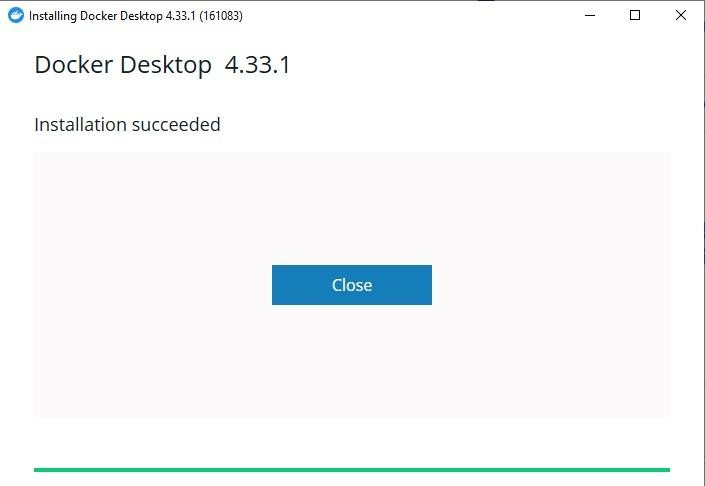 Installing Docker Desktop 4.33.1 (161083)
Docker Desktop 4.33.1
Installation succeeded
Close